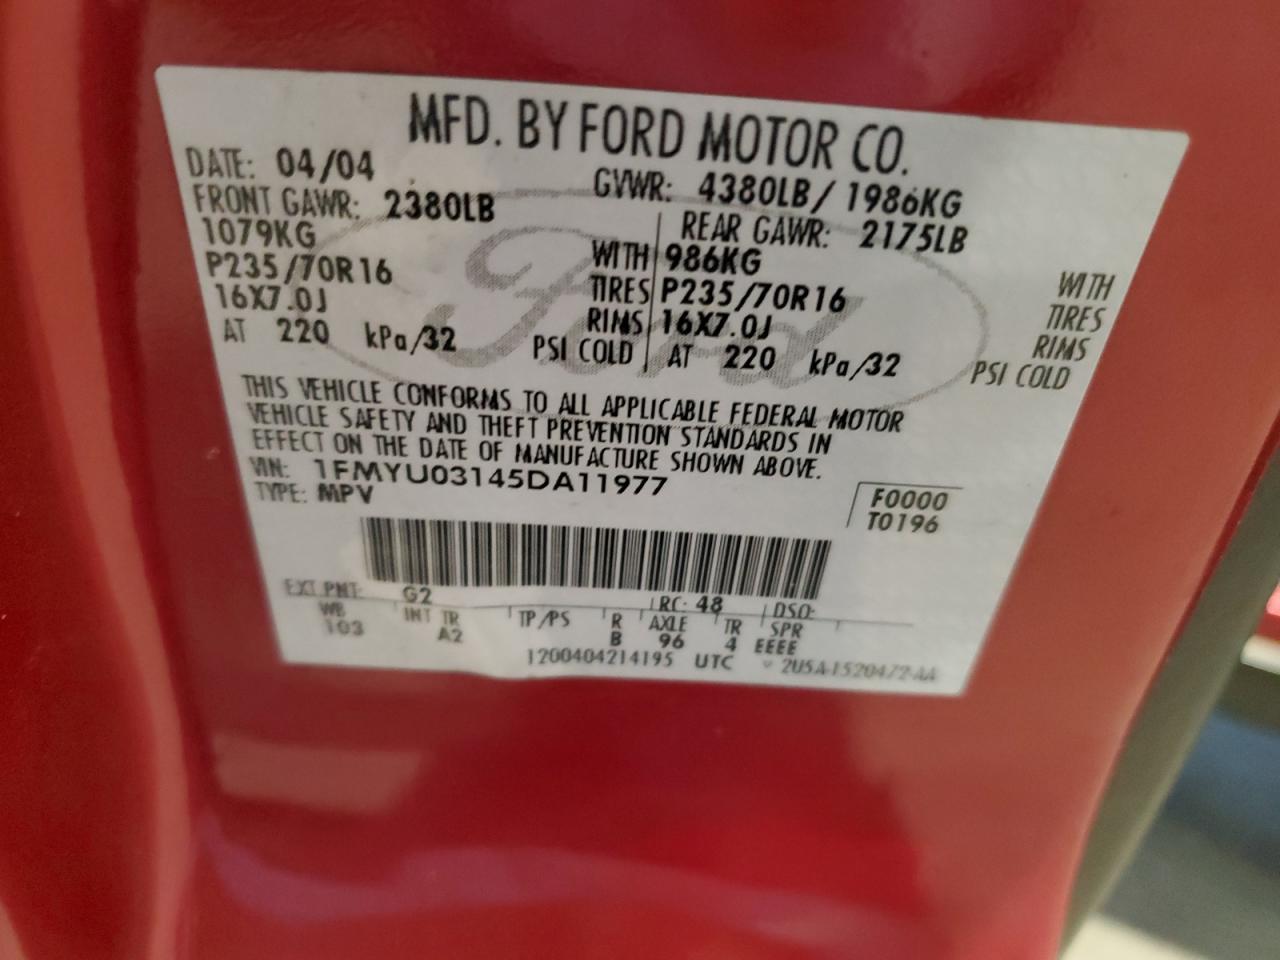 MFD. BY FORD MOTOR CO.
DATE: 04/04 GVWR: 4380LB/ 1986KG
FRONT GAWR: 2380LB REAR GAWR: 2175LB
1079KG WITH 986KG WITH
P235/70R16 TIRES P235/70R16 TIRES
16X7.0J RIMS 16X7.0J RIMS
AT 220 kPa/32 PSI COLD AT 220 kPa/32 PSI COLD
Ford
THIS VEHICLE CONFORMS TO ALL APPLICABLE FEDERAL MOTOR
VEHICLE SAFETY AND THEFT PREVENTION STANDARDS IN
EFFECT ON THE DATE OF MANUFACTURE SHOWN ABOVE.
VIN: 1FMYU03145DA11977
TYPE: MPV
F0000
T0196
EXT PNT: G2 RC: 48 DSO:
WB INT TR TP/PS R AXLE TR SPR
103 A2 B 96 4 EEEE
1200404214195 UTC 2U5A-1520472-AA